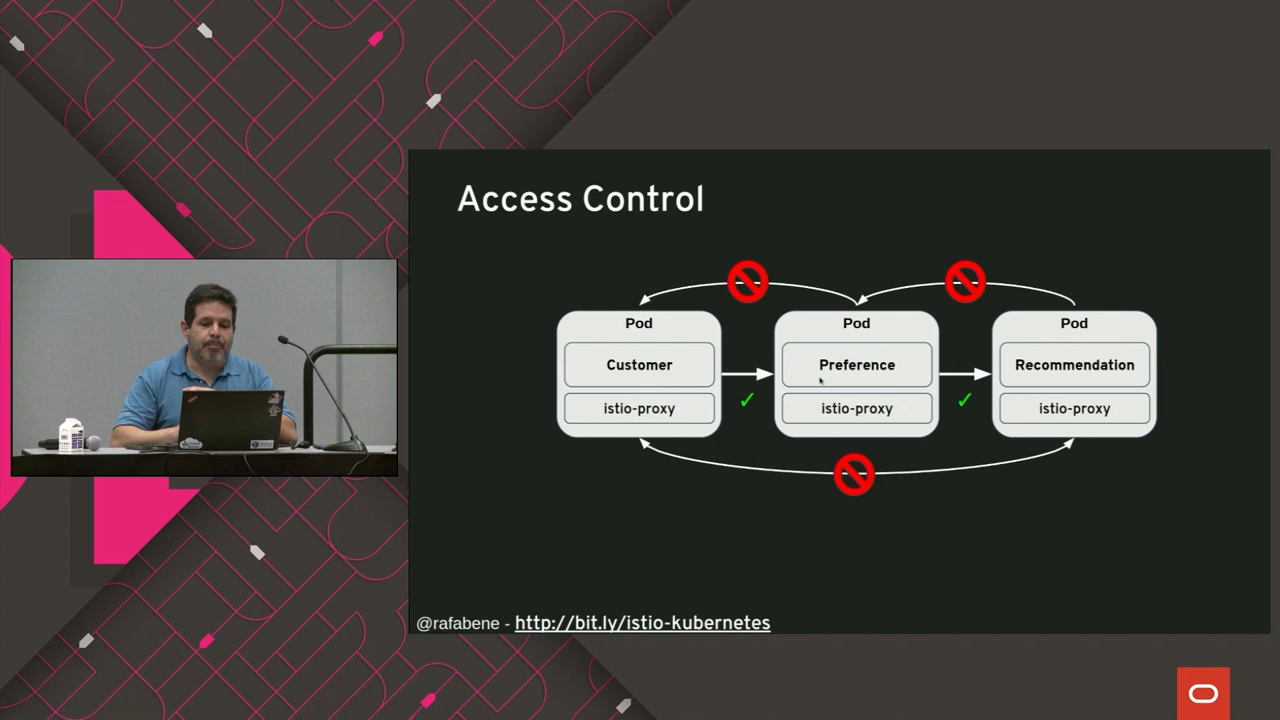 Access Control
Pod
Customer
istio-proxy
Pod
Preference
istio-proxy
Pod
Recommendation
istio-proxy
@rafabene - http://bit.ly/istio-kubernetes